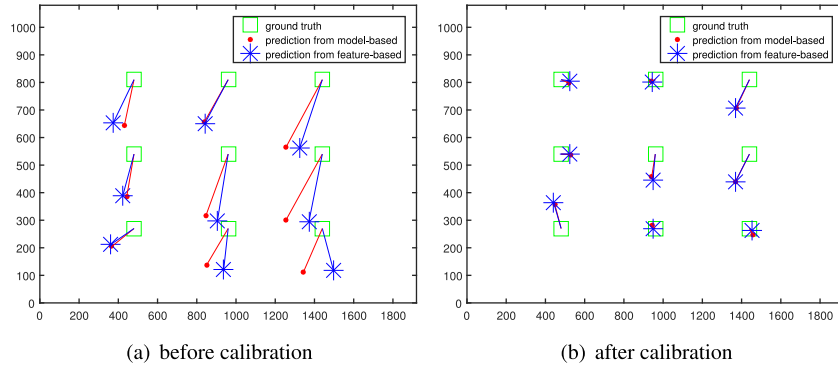 ground truth
prediction from model-based
prediction from feature-based
1000
900
800
700
600
500
400
300
200
100
0
0 200 400 600 800 1000 1200 1400 1600 1800
(a) before calibration
ground truth
prediction from model-based
prediction from feature-based
1000
900
800
700
600
500
400
300
200
100
0
0 200 400 600 800 1000 1200 1400 1600 1800
(b) after calibration